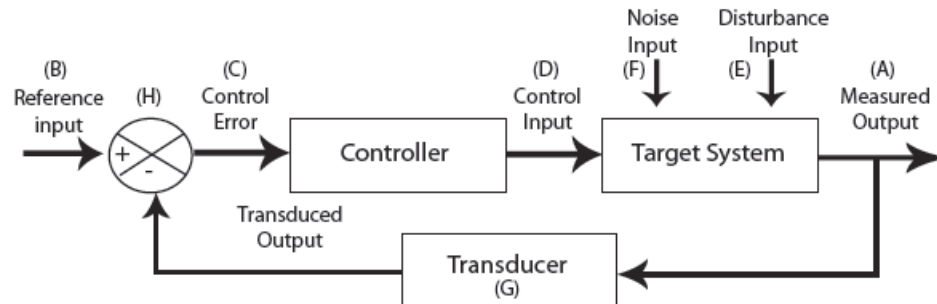 Noise
Input
(F)
Disturbance
Input
(E)
(B)
Reference
input
(H)
+
-
(C)
Control
Error
Controller
(D)
Control
Input
Target System
(A)
Measured
Output
Transduced
Output
Transducer
(G)